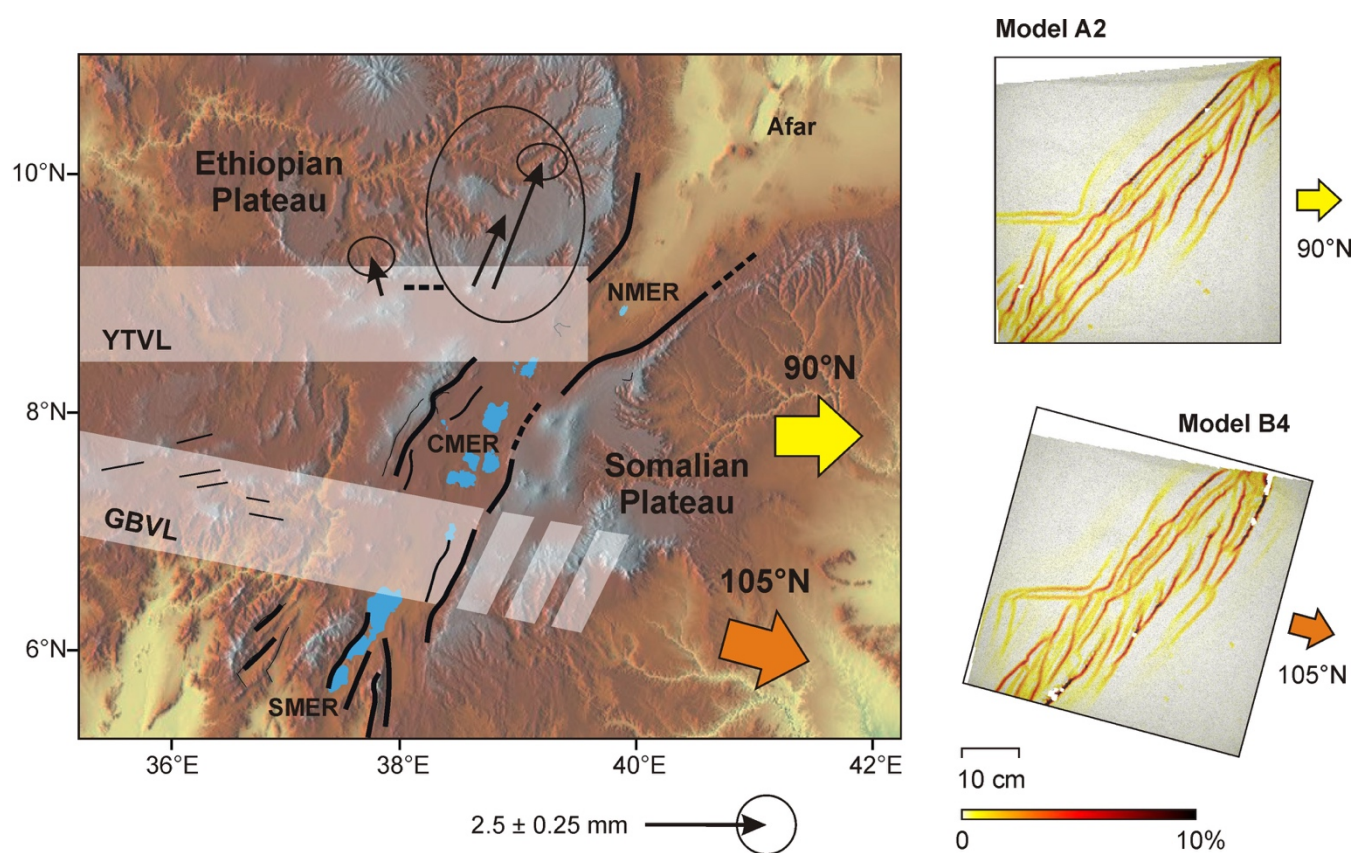 Model A2
Afar
Ethiopian
Plateau
10°N
90°N
NMER
YTVL
90°N
8°N
CMER
Somalian
Plateau
Model B4
GBVL
105°N
6°N
SMER
105°N
36°E
38°E
40°E
42°E
10 cm
2.5 ± 0.25 mm
0
10%